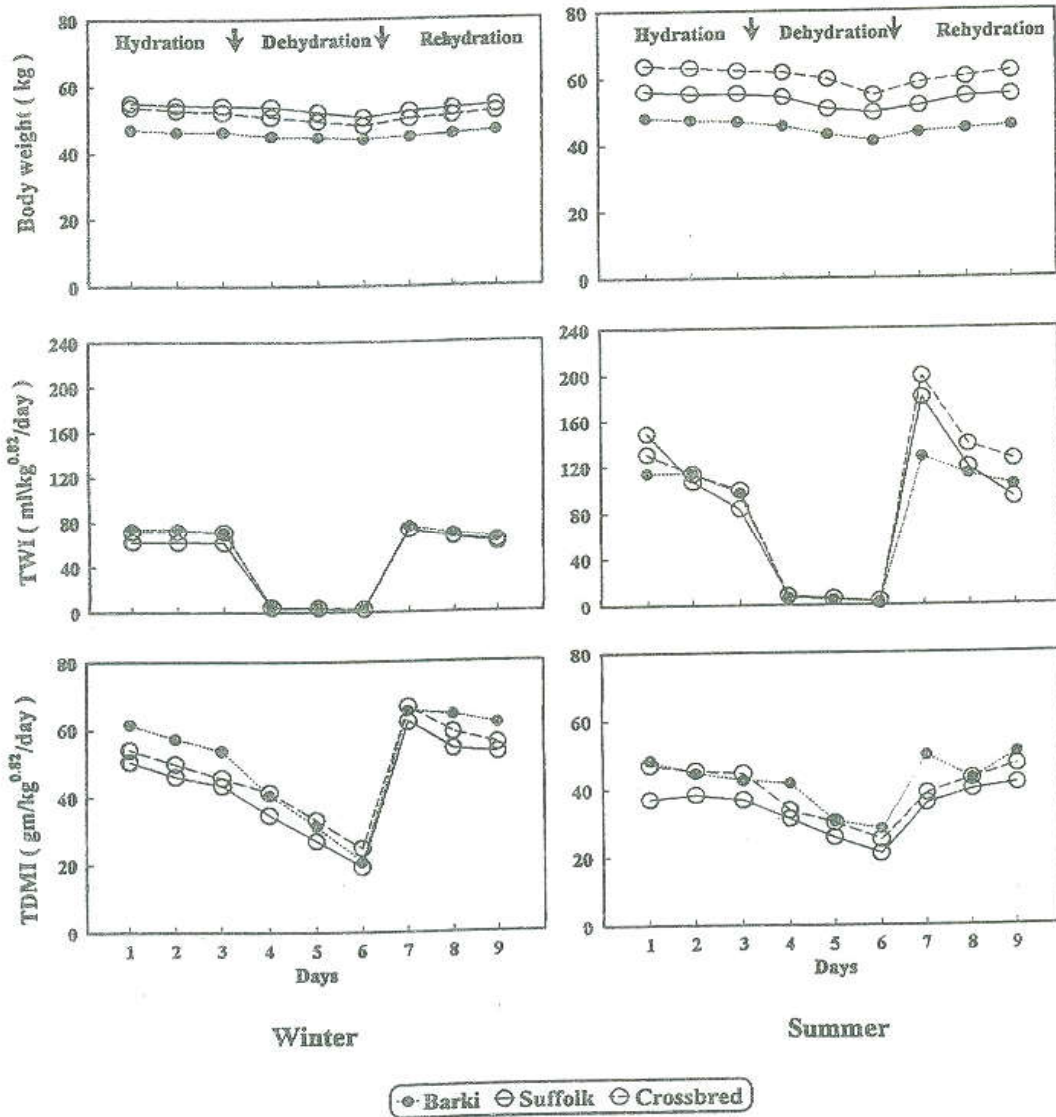 Hydration Dehydration Rehydration
Body weight ( kg )
80
60
40
20
0
Hydration Dehydration Rehydration
80
60
40
20
0
TWI ( ml\kg0.82/day )
240
200
160
120
80
40
0
240
200
160
120
80
40
0
TDMI ( gm/kg0.82/day )
80
60
40
20
0
1 2 3 4 5 6 7 8 9
Days
80
60
40
20
0
1 2 3 4 5 6 7 8 9
Days
Winter
Summer
Barki Suffolk Crossbred